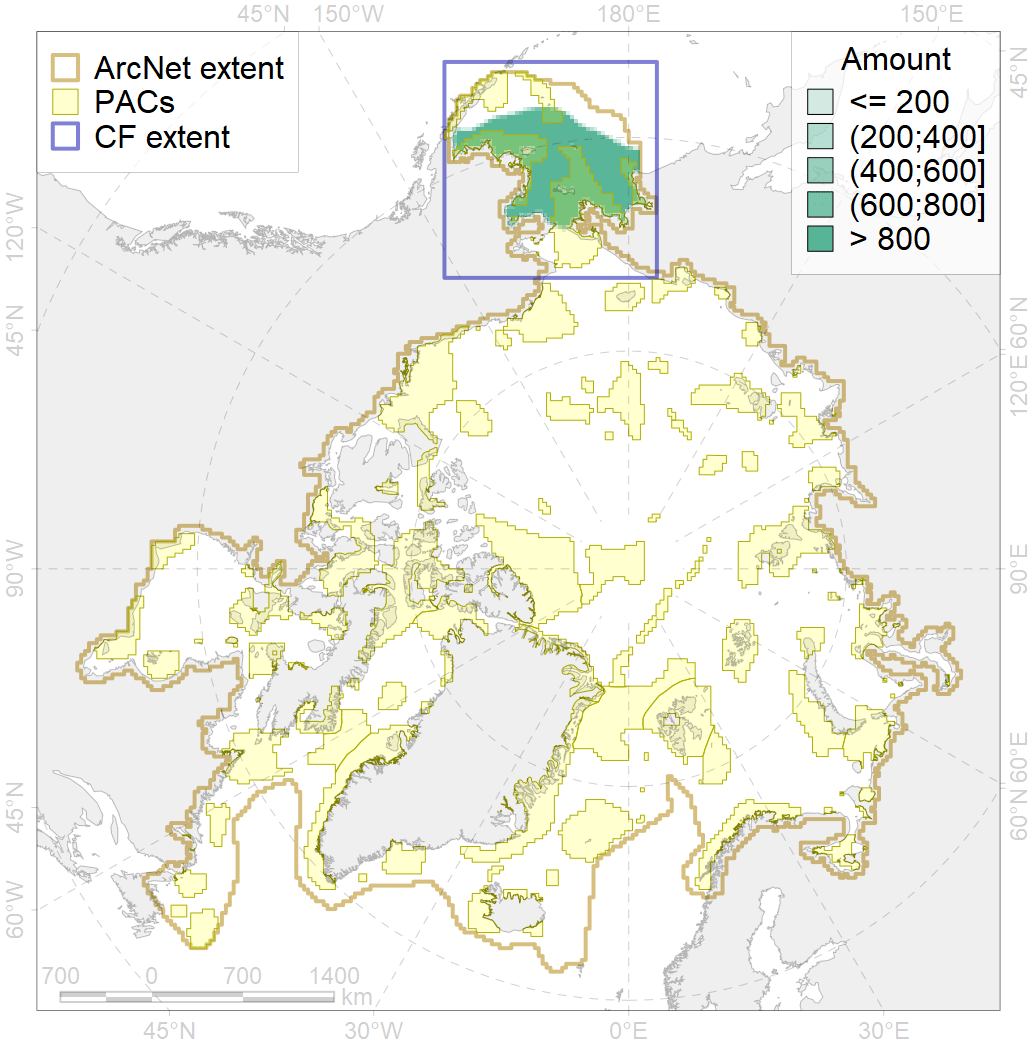 45°N 150°W 180°E 150°E
ArcNet extent
PACs
CF extent
Amount
<= 200
(200;400]
(400;600]
(600;800]
> 800
45°N
120°W
45°N
90°W
45°N
60°W
60°N
120°E
90°E
60°N
60°E
700 0 700 1400
km
45°W 30°W 0°E 30°E